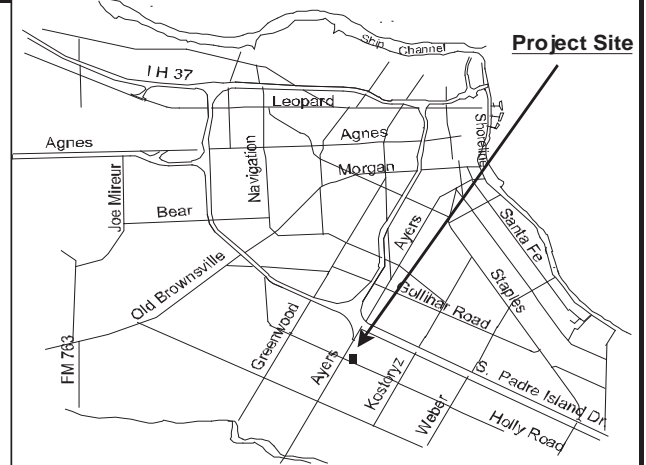 Ship Channel
Project Site
I H 37
Leopard
Shoreline
Agnes
Agnes
Navigation
Morgan
Joe Mireur
Bear
Ayers
Santa Fe
Old Brownsville
Staples
Gollihar Road
Greenwood
FM 763
Ayers
Kostoryz
S. Padre Island Dr.
Weber
Holly Road